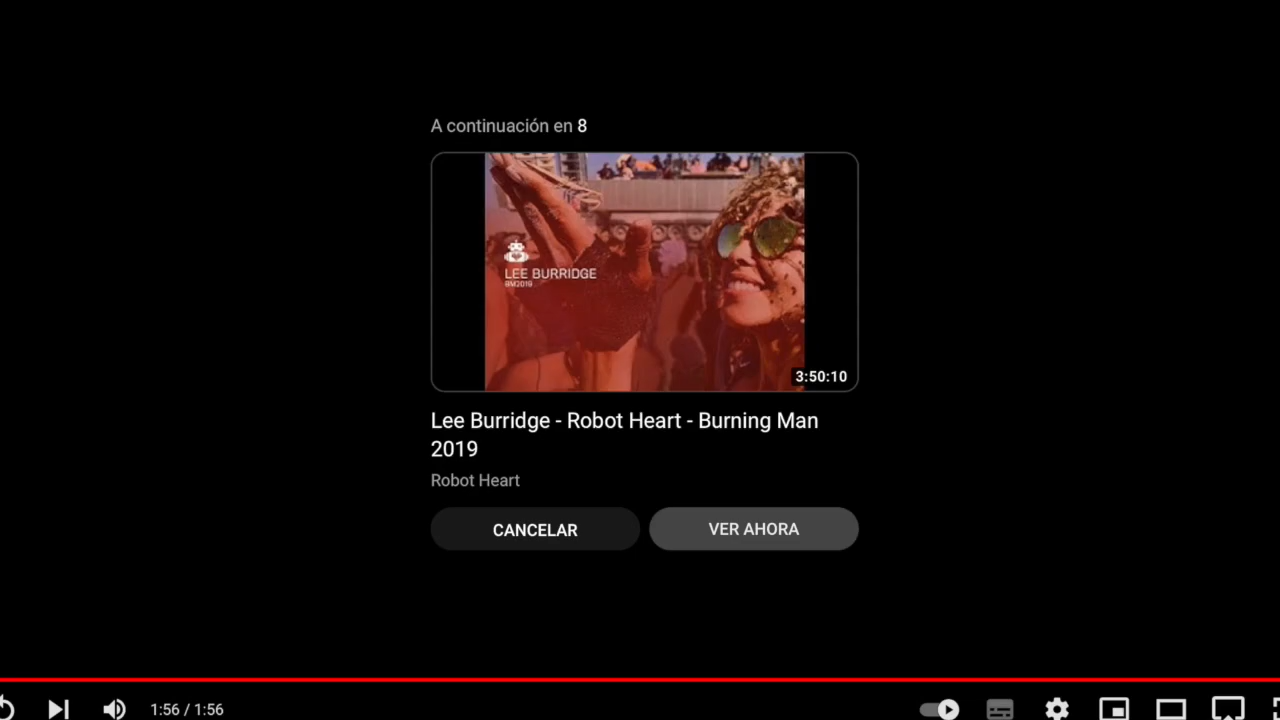 A continuación en 8
LEE BURRIDGE
BM2019
3:50:10
Lee Burridge - Robot Heart - Burning Man
2019
Robot Heart
CANCELAR
VER AHORA
1:56 / 1:56